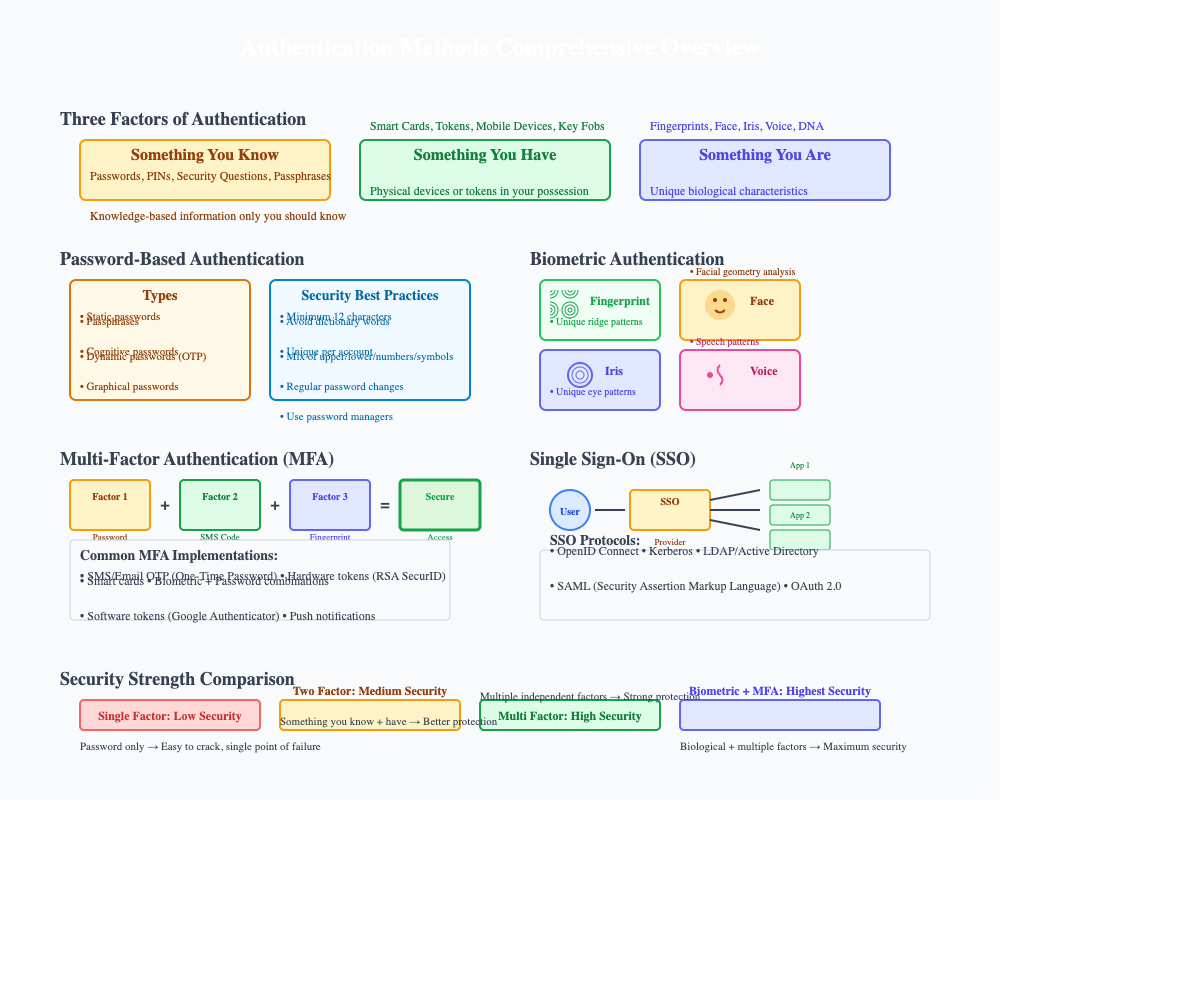 Authentication Methods Comprehensive Overview
Three Factors of Authentication
Something You Know
Passwords, PINs, Security Questions, Passphrases
Knowledge-based information only you should know
Smart Cards, Tokens, Mobile Devices, Key Fobs
Something You Have
Physical devices or tokens in your possession
Fingerprints, Face, Iris, Voice, DNA
Something You Are
Unique biological characteristics
Password-Based Authentication
Types
• Static passwords
• Passphrases
• Cognitive passwords
• Dynamic passwords (OTP)
• Graphical passwords
Security Best Practices
• Minimum 12 characters
• Avoid dictionary words
• Unique per account
• Mix of upper/lower/numbers/symbols
• Regular password changes
• Use password managers
Biometric Authentication
Fingerprint
• Unique ridge patterns
• Facial geometry analysis
Face
Iris
• Unique eye patterns
• Speech patterns
Voice
Multi-Factor Authentication (MFA)
Factor 1
+
Factor 2
+
Factor 3
=
Secure
Password
SMS Code
Fingerprint
Access
Common MFA Implementations:
• SMS/Email OTP (One-Time Password) • Hardware tokens (RSA SecurID)
• Smart cards • Biometric + Password combinations
• Software tokens (Google Authenticator) • Push notifications
Single Sign-On (SSO)
User
SSO
Provider
App 1
App 2
SSO Protocols:
• OpenID Connect • Kerberos • LDAP/Active Directory
• SAML (Security Assertion Markup Language) • OAuth 2.0
Security Strength Comparison
Single Factor: Low Security
Password only → Easy to crack, single point of failure
Two Factor: Medium Security
Something you know + have → Better protection
Multiple independent factors → Strong protection
Multi Factor: High Security
Biometric + MFA: Highest Security
Biological + multiple factors → Maximum security